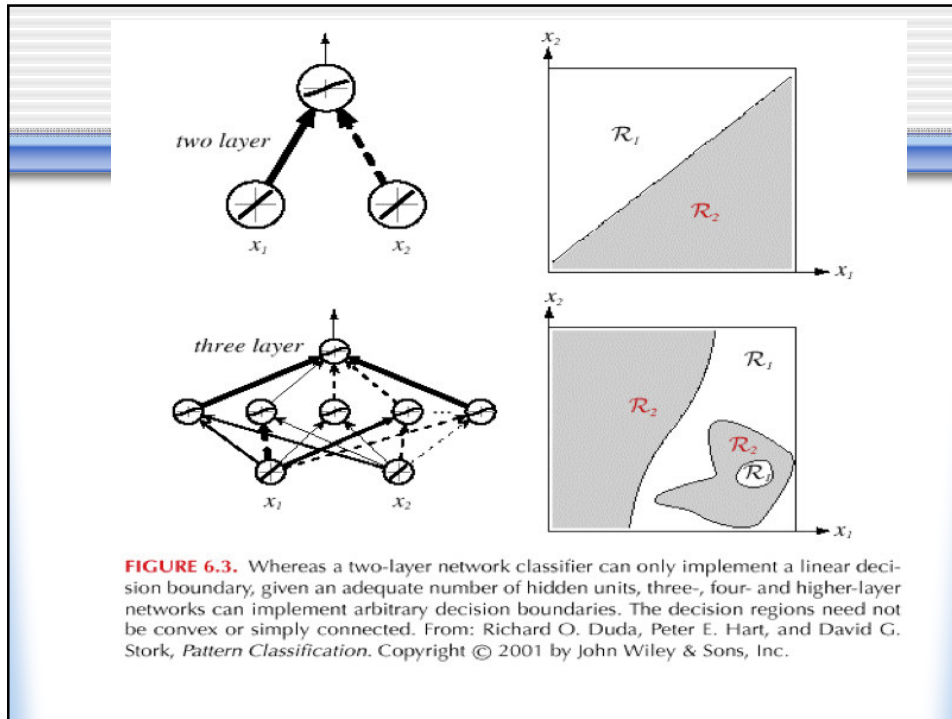 two layer
x₁
x₂
x₂
R₁
R₂
x₁
three layer
x₁
x₂
x₂
R₂
R₁
R₂
R₁
x₁
FIGURE 6.3. Whereas a two-layer network classifier can only implement a linear deci-
sion boundary, given an adequate number of hidden units, three-, four- and higher-layer
networks can implement arbitrary decision boundaries. The decision regions need not
be convex or simply connected. From: Richard O. Duda, Peter E. Hart, and David G.
Stork, Pattern Classification. Copyright © 2001 by John Wiley & Sons, Inc.